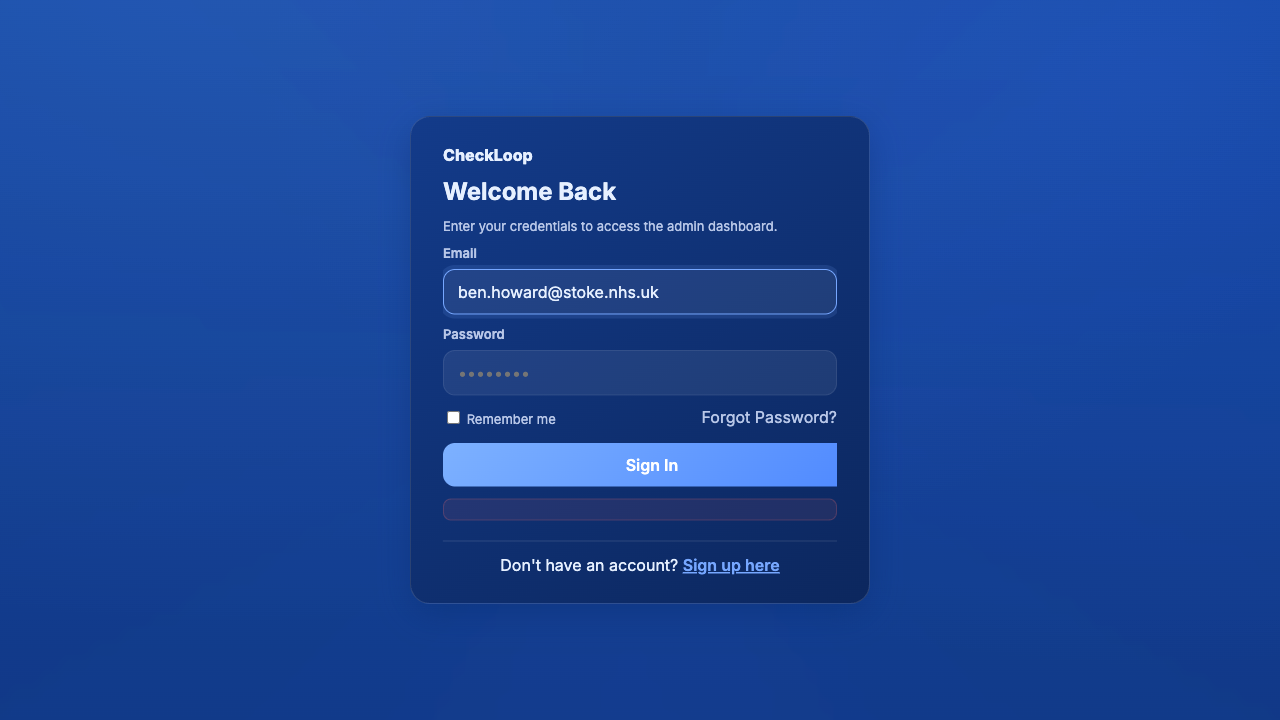 CheckLoop
Welcome Back
Enter your credentials to access the admin dashboard.
Email
ben.howard@stoke.nhs.uk
Password
••••••••
Remember me
Forgot Password?
Sign In
Don't have an account? Sign up here